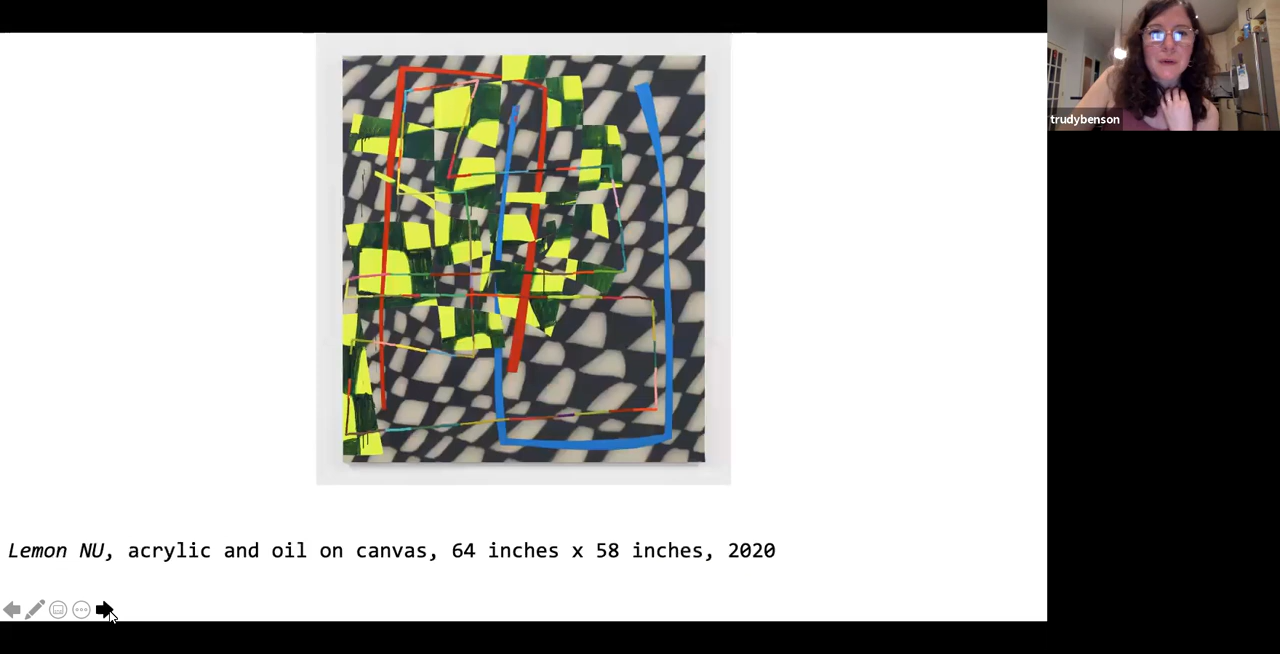 trudybenson
Lemon NU, acrylic and oil on canvas, 64 inches x 58 inches, 2020